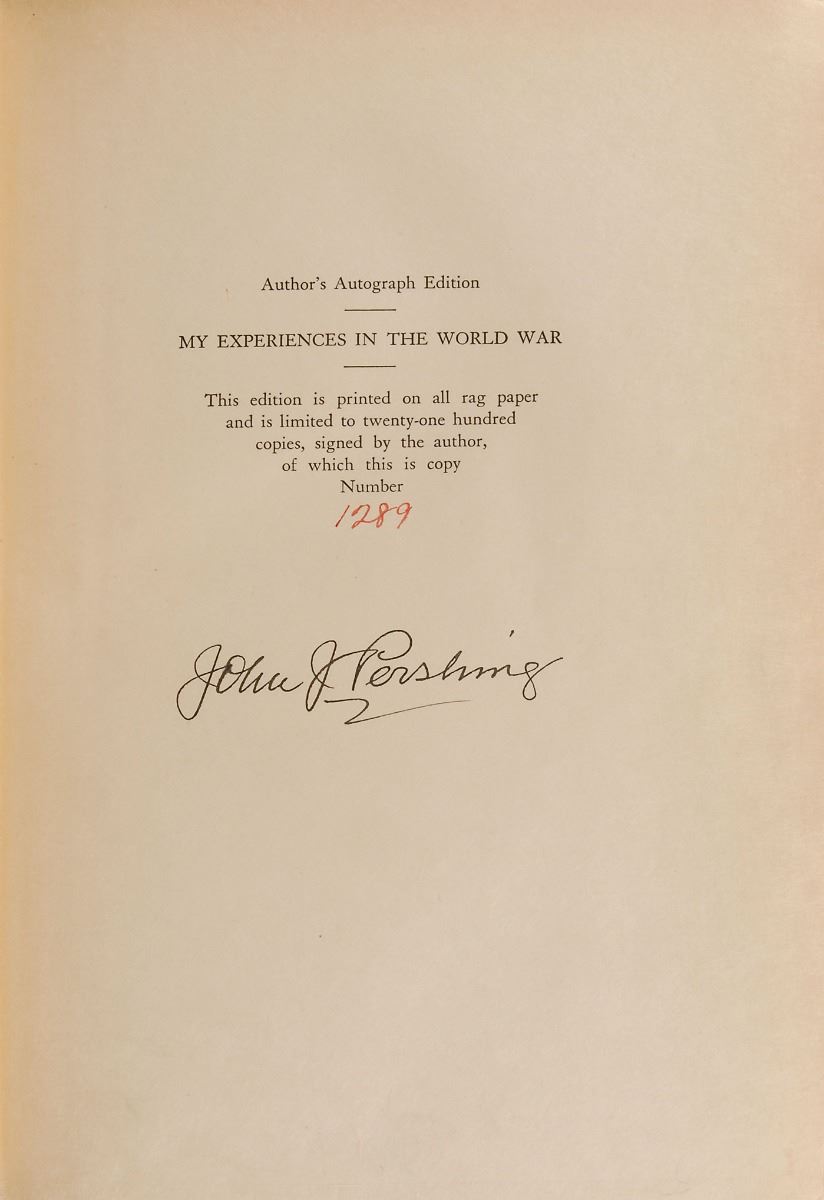 Author's Autograph Edition
MY EXPERIENCES IN THE WORLD WAR
This edition is printed on all rag paper
and is limited to twenty-one hundred
copies, signed by the author,
of which this is copy
Number
1289
John J. Pershing